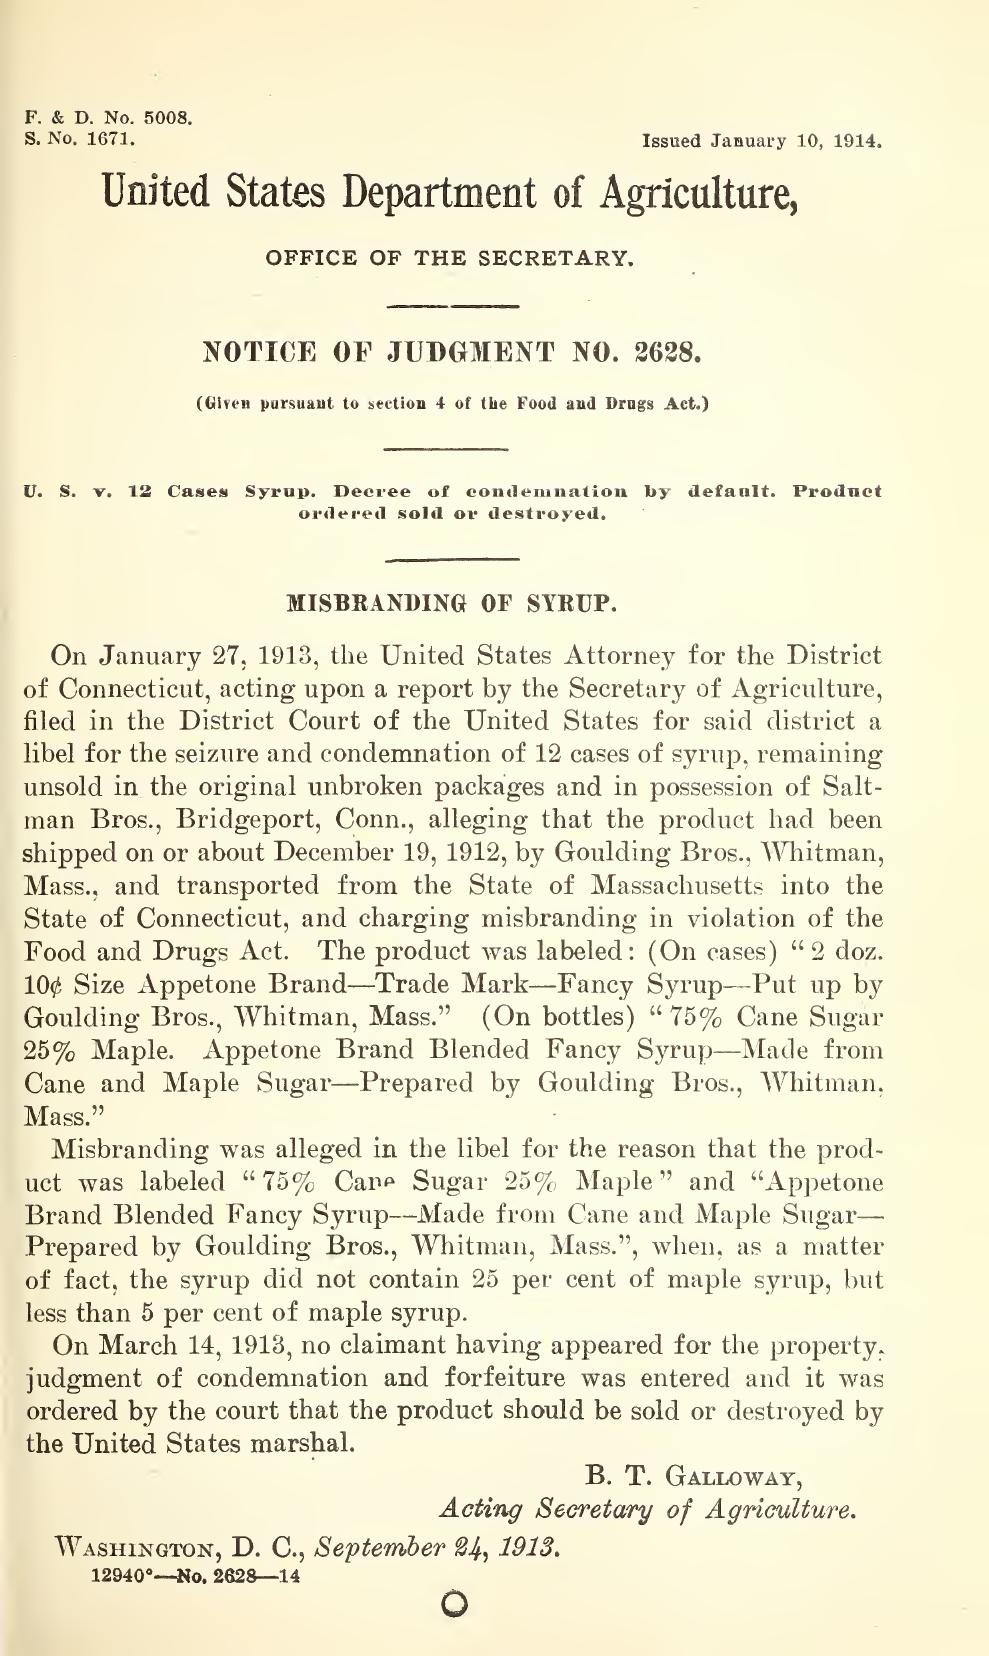 F. & D. No. 5008.
S. No. 1671.
Issued January 10, 1914.
United States Department of Agriculture,
OFFICE OF THE SECRETARY.
NOTICE OF JUDGMENT NO. 2628.
(Given pursuant to section 4 of the Food and Drugs Act.)
U. S. v. 12 Cases Syrup. Decree of condemnation by default. Product
ordered sold or destroyed.
MISBRANDING OF SYRUP.
On January 27, 1913, the United States Attorney for the District
of Connecticut, acting upon a report by the Secretary of Agriculture,
filed in the District Court of the United States for said district a
libel for the seizure and condemnation of 12 cases of syrup, remaining
unsold in the original unbroken packages and in possession of Salt-
man Bros., Bridgeport, Conn., alleging that the product had been
shipped on or about December 19, 1912, by Goulding Bros., Whitman,
Mass., and transported from the State of Massachusetts into the
State of Connecticut, and charging misbranding in violation of the
Food and Drugs Act. The product was labeled: (On cases) “2 doz.
10¢ Size Appetone Brand—Trade Mark—Fancy Syrup—Put up by
Goulding Bros., Whitman, Mass.” (On bottles) “75% Cane Sugar
25% Maple. Appetone Brand Blended Fancy Syrup—Made from
Cane and Maple Sugar—Prepared by Goulding Bros., Whitman,
Mass.”
Misbranding was alleged in the libel for the reason that the prod-
uct was labeled “75% Cane Sugar 25% Maple” and “Appetone
Brand Blended Fancy Syrup—Made from Cane and Maple Sugar—
Prepared by Goulding Bros., Whitman, Mass.”, when, as a matter
of fact, the syrup did not contain 25 per cent of maple syrup, but
less than 5 per cent of maple syrup.
On March 14, 1913, no claimant having appeared for the property,
judgment of condemnation and forfeiture was entered and it was
ordered by the court that the product should be sold or destroyed by
the United States marshal.
B. T. Galloway,
Acting Secretary of Agriculture.
Washington, D. C., September 24, 1913.
12940°—No. 2628—14